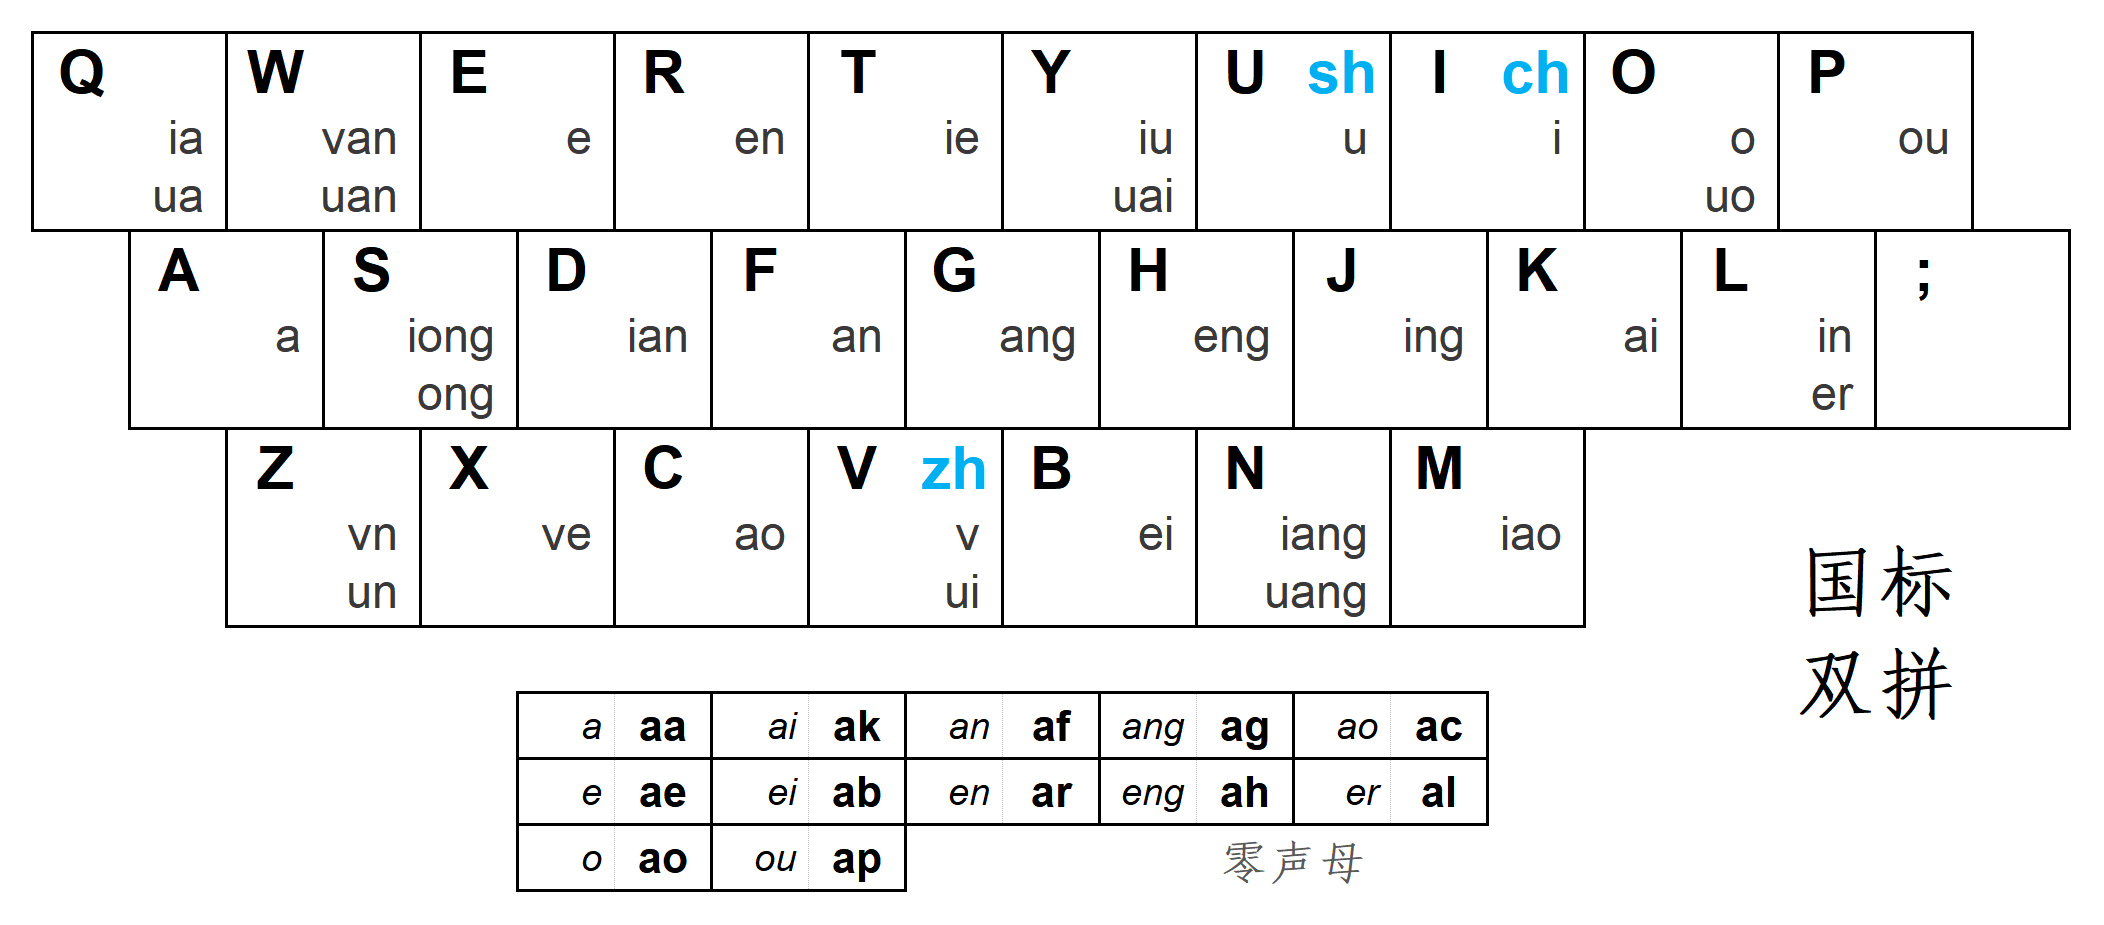 Q W E R T Y U sh I ch O P
ia van e en ie iu u i o ou
ua uan uai uo
A S D F G H J K L ;
a iong ian an ang eng ing ai in
ong er
Z X C V zh B N M
vn ve ao v ei iang iao
un ui uang
国标
双拼
a aa ai ak an af ang ag ao ac
e ae ei ab en ar eng ah er al
o ao ou ap
零声母